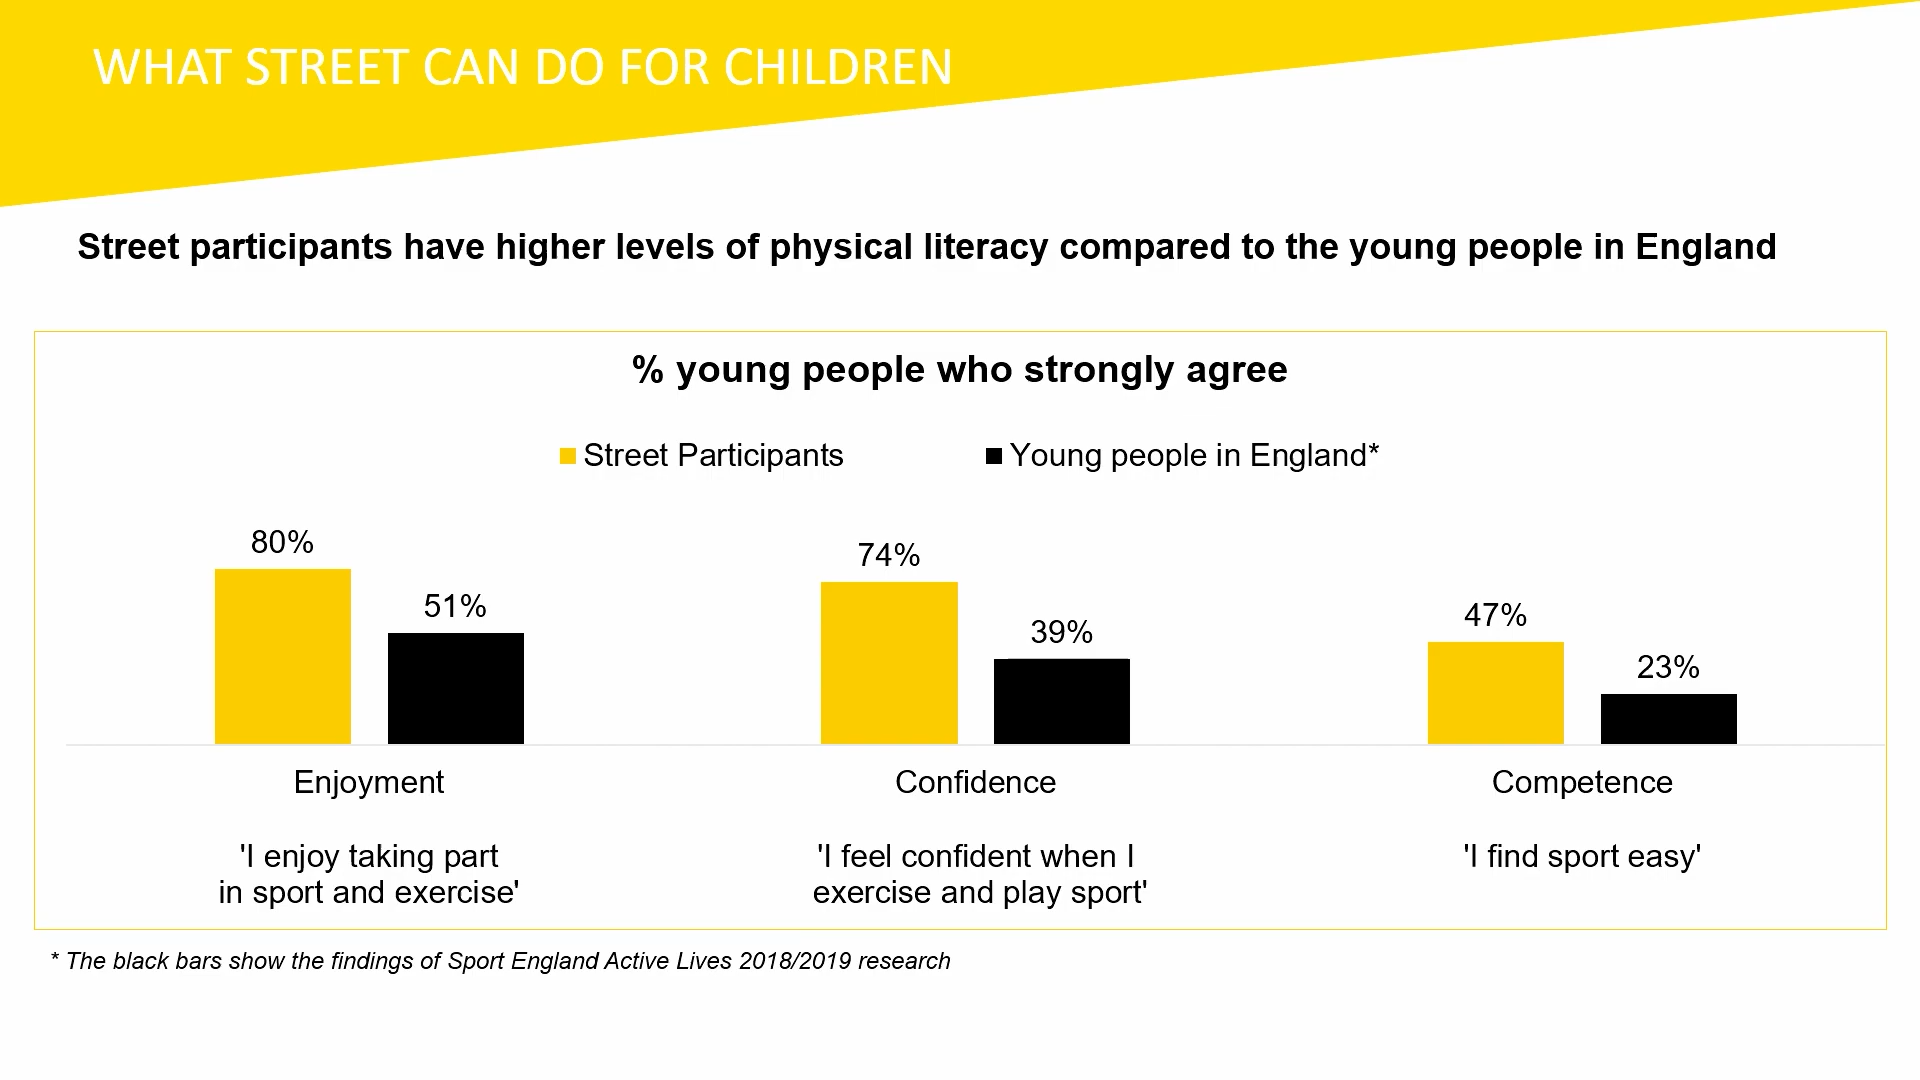 WHAT STREET CAN DO FOR CHILDREN
Street participants have higher levels of physical literacy compared to the young people in England
% young people who strongly agree
Street Participants
Young people in England*
80%
51%
74%
39%
47%
23%
Enjoyment
Confidence
Competence
'I enjoy taking part
in sport and exercise'
'I feel confident when I
exercise and play sport'
'I find sport easy'
* The black bars show the findings of Sport England Active Lives 2018/2019 research